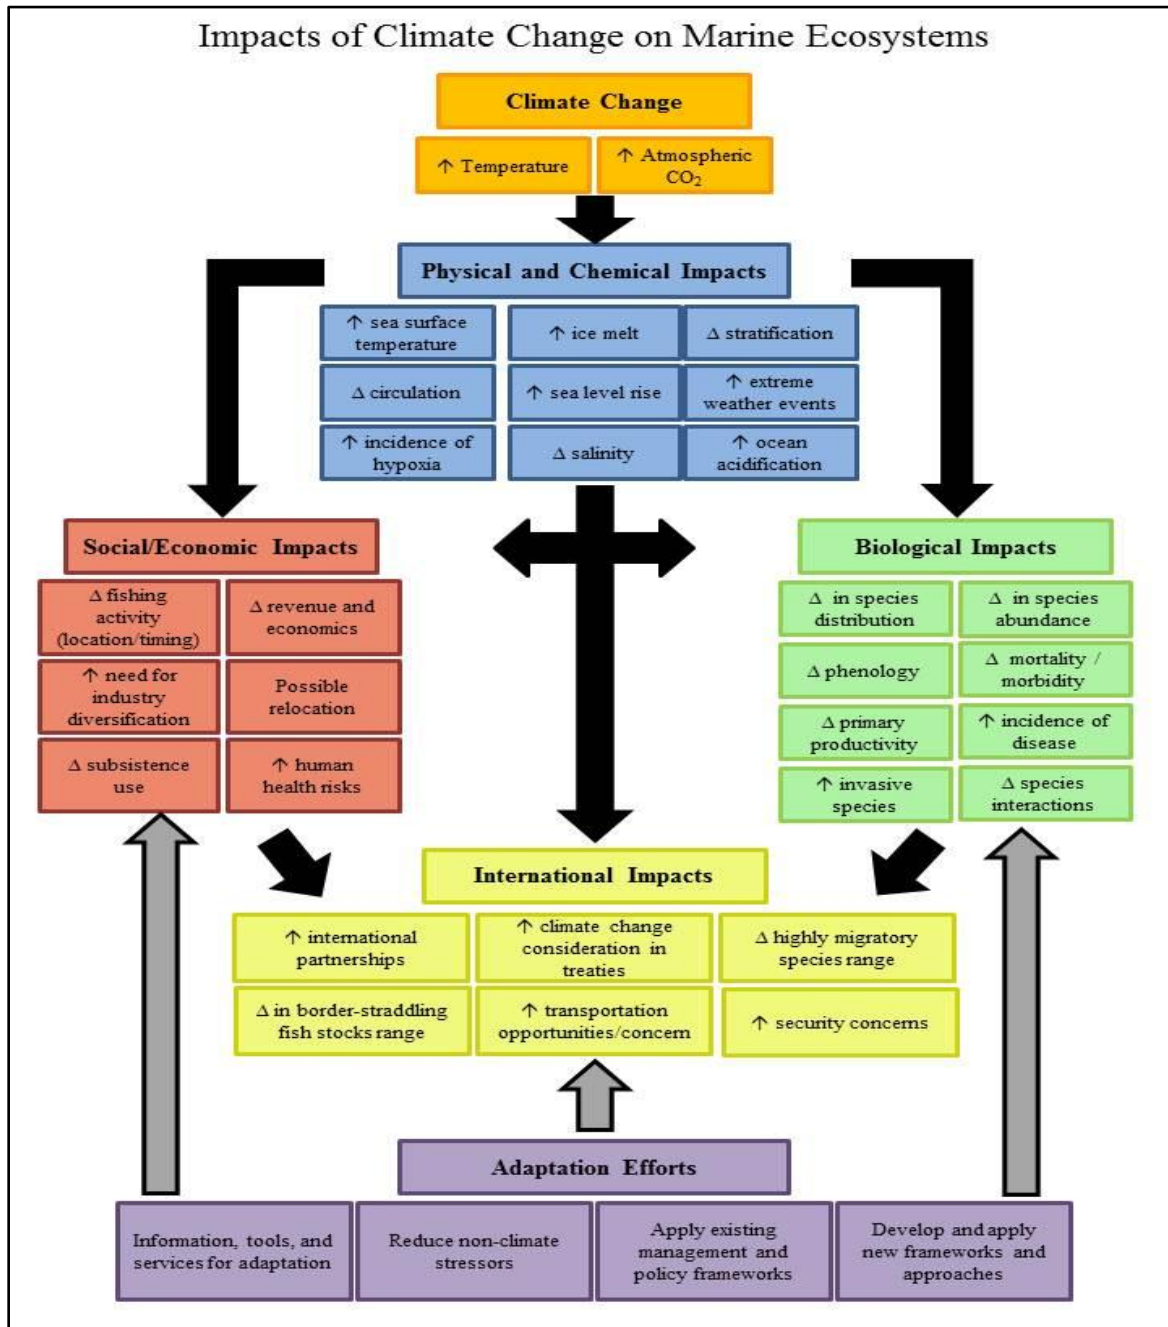 Impacts of Climate Change on Marine Ecosystems
Climate Change
↑ Temperature
↑ Atmospheric
CO₂
Physical and Chemical Impacts
↑ sea surface
temperature
↑ ice melt
Δ stratification
Δ circulation
↑ sea level rise
↑ extreme
weather events
↑ incidence of
hypoxia
Δ salinity
↑ ocean
acidification
Social/Economic Impacts
Δ fishing
activity
(location/timing)
Δ revenue and
economics
↑ need for
industry
diversification
Possible
relocation
Δ subsistence
use
↑ human
health risks
Biological Impacts
Δ in species
distribution
Δ in species
abundance
Δ phenology
Δ mortality /
morbidity
Δ primary
productivity
↑ incidence of
disease
↑ invasive
species
Δ species
interactions
International Impacts
↑ international
partnerships
↑ climate change
consideration in
treaties
Δ highly migratory
species range
Δ in border-straddling
fish stocks range
↑ transportation
opportunities/concern
↑ security concerns
Adaptation Efforts
Information, tools, and
services for adaptation
Reduce non-climate
stressors
Apply existing
management and
policy frameworks
Develop and apply
new frameworks and
approaches